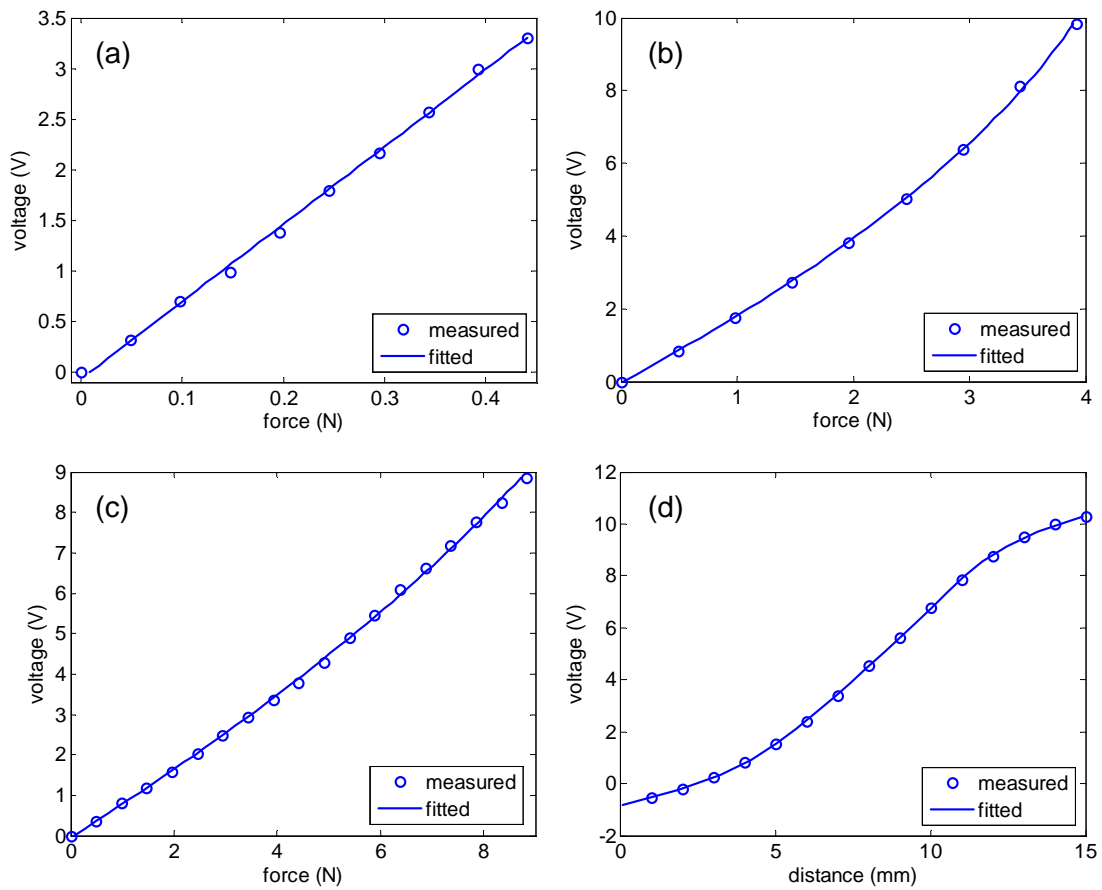 (a)
voltage (V)
3.5
3
2.5
2
1.5
1
0.5
0
0 0.1 0.2 0.3 0.4
force (N)
measured
fitted
(b)
voltage (V)
10
8
6
4
2
0
0 1 2 3 4
force (N)
measured
fitted
(c)
voltage (V)
9
8
7
6
5
4
3
2
1
0
0 2 4 6 8
force (N)
measured
fitted
(d)
voltage (V)
12
10
8
6
4
2
0
-2
0 5 10 15
distance (mm)
measured
fitted